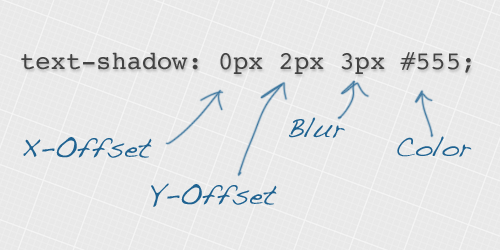 text-shadow: 0px 2px 3px #555;
Blur
X-Offset
Color
Y-Offset